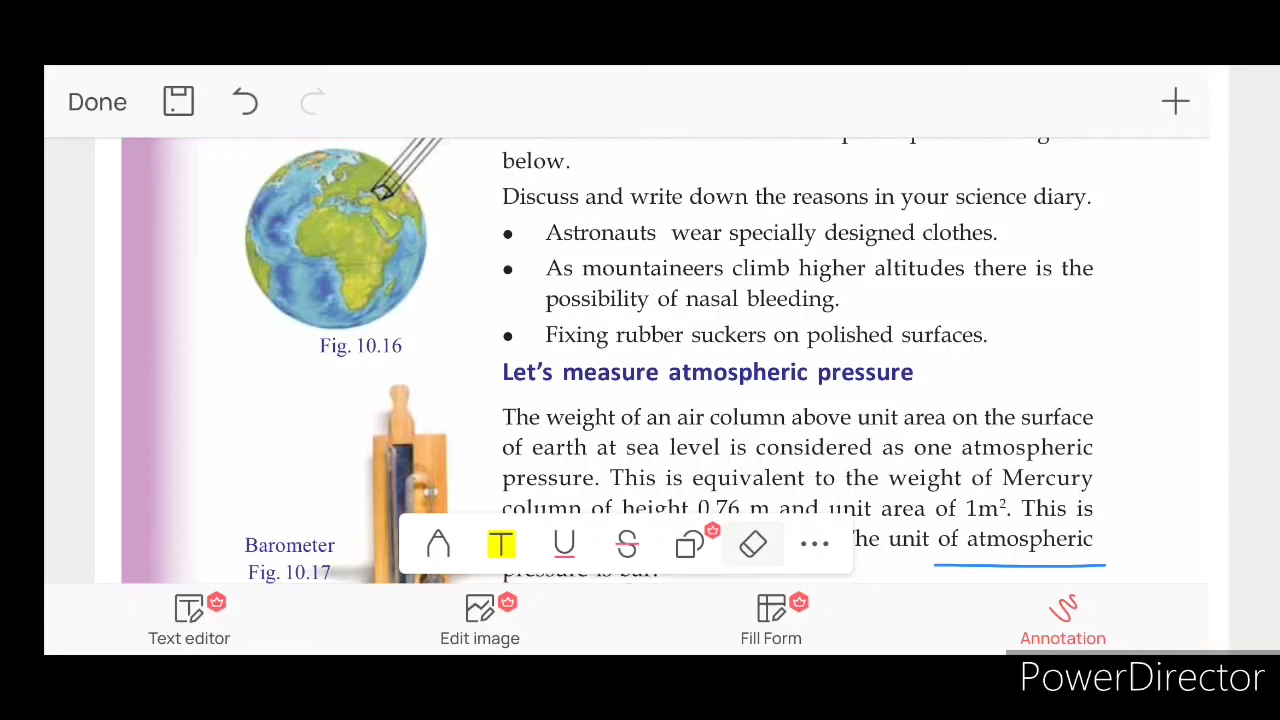 Done
below.
Discuss and write down the reasons in your science diary.
• Astronauts wear specially designed clothes.
• As mountaineers climb higher altitudes there is the
possibility of nasal bleeding.
• Fixing rubber suckers on polished surfaces.
Fig. 10.16
Let's measure atmospheric pressure
The weight of an air column above unit area on the surface
of earth at sea level is considered as one atmospheric
pressure. This is equivalent to the weight of Mercury
column of height 0.76 m and unit area of 1m². This is
The unit of atmospheric
pressure is bar.
Barometer
Fig. 10.17
Text editor
Edit image
Fill Form
Annotation
PowerDirector